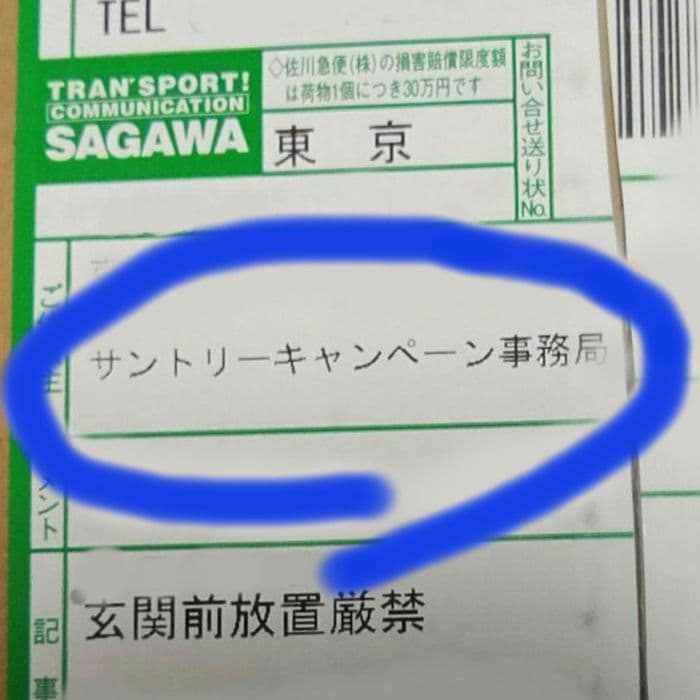 TEL
TRANSPORT!
COMMUNICATION
SAGAWA
◇佐川急便(株)の損害賠償限度額
は荷物1個につき30万円です
東 京
お問い合せ送り状No.
サントリーキャンペーン事務局
玄関前放置厳禁
記事